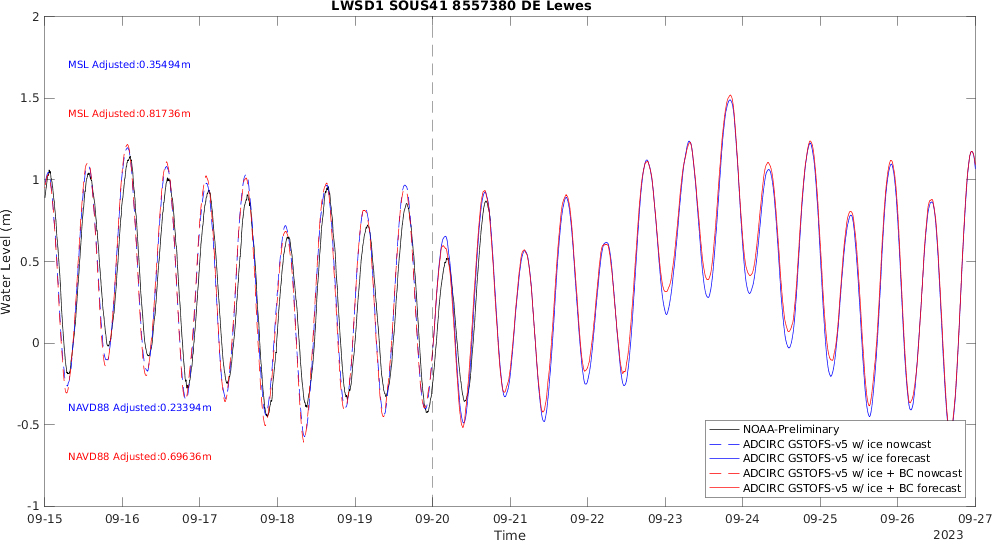 LWSD1 SOUS41 8557380 DE Lewes
2
1.5
1
0.5
0
-0.5
-1
Water Level (m)
MSL Adjusted:0.35494m
MSL Adjusted:0.81736m
NAVD88 Adjusted:0.23394m
NAVD88 Adjusted:0.69636m
NOAA-Preliminary
ADCIRC GSTOFS-v5 w/ ice nowcast
ADCIRC GSTOFS-v5 w/ ice forecast
ADCIRC GSTOFS-v5 w/ ice + BC nowcast
ADCIRC GSTOFS-v5 w/ ice + BC forecast
09-15 09-16 09-17 09-18 09-19 09-20 09-21 09-22 09-23 09-24 09-25 09-26 09-27
Time
2023